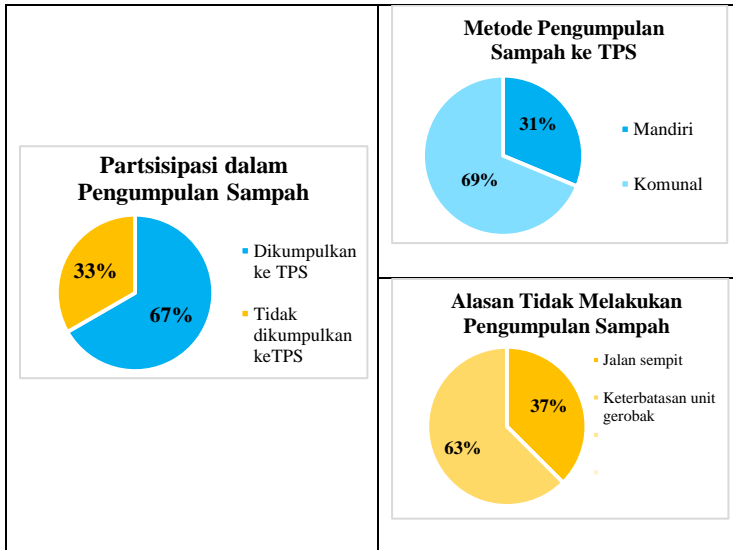 Partsisipasi dalam
Pengumpulan Sampah
33%
67%
Dikumpulkan
ke TPS
Tidak
dikumpulkan
keTPS
Metode Pengumpulan
Sampah ke TPS
31%
69%
Mandiri
Komunal
Alasan Tidak Melakukan
Pengumpulan Sampah
37%
63%
Jalan sempit
Keterbatasan unit
gerobak